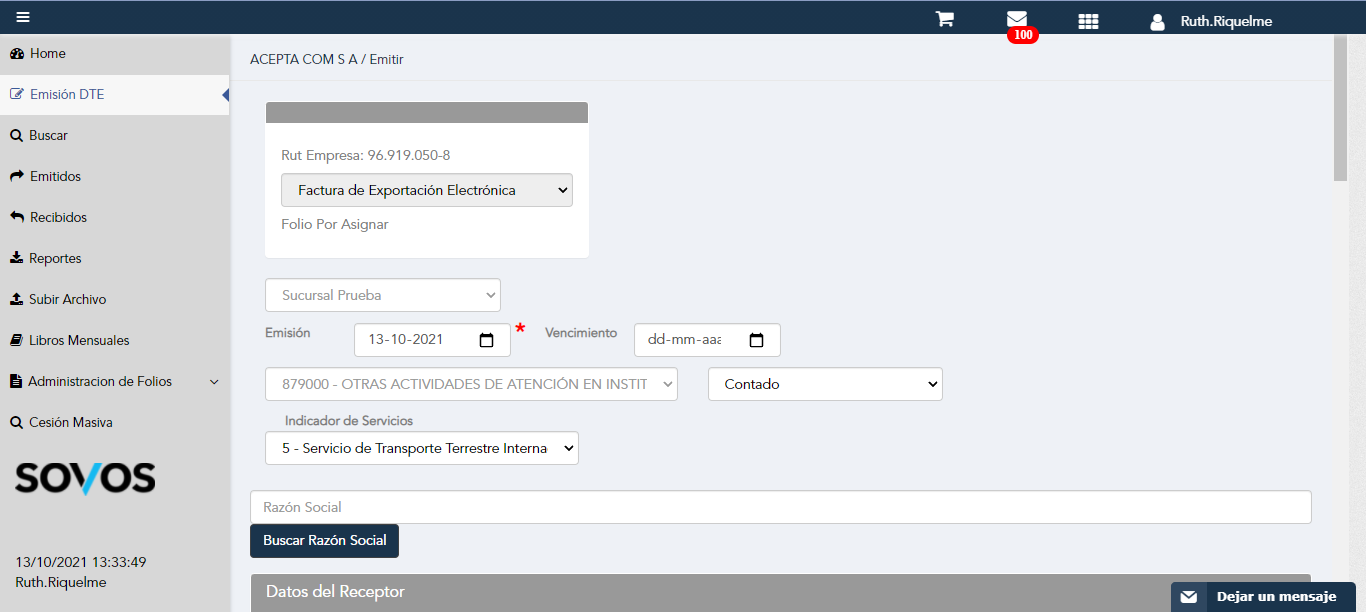 Ruth.Riquelme
100
Home
Emisión DTE
Buscar
Emitidos
Recibidos
Reportes
Subir Archivo
Libros Mensuales
Administracion de Folios
Cesión Masiva
SOVOS
13/10/2021 13:33:49
Ruth.Riquelme
ACEPTA COM S A / Emitir
Rut Empresa: 96.919.050-8
Factura de Exportación Electrónica
Folio Por Asignar
Sucursal Prueba
Emisión 13-10-2021 * Vencimiento dd-mm-aaa
879000 - OTRAS ACTIVIDADES DE ATENCIÓN EN INSTIT Contado
Indicador de Servicios
5 - Servicio de Transporte Terrestre Interna
Razón Social
Buscar Razón Social
Datos del Receptor
Dejar un mensaje